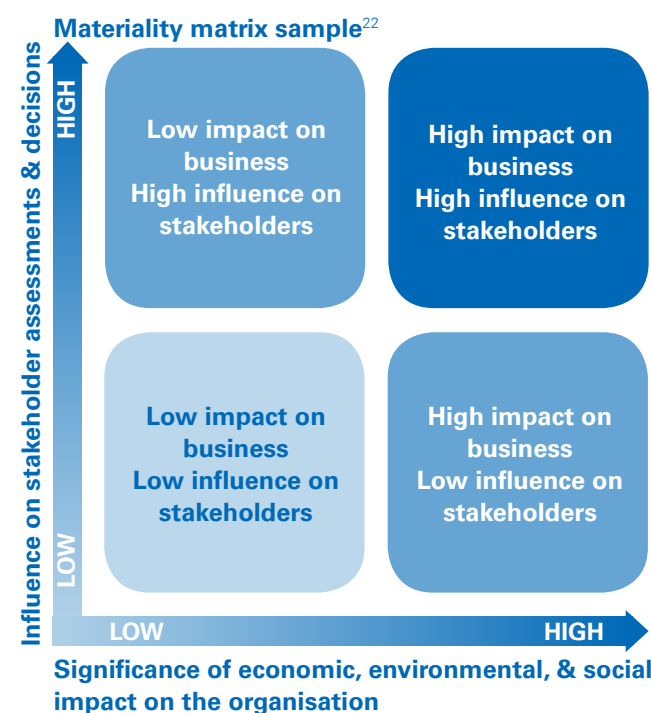 Materiality matrix sample22
Influence on stakeholder assessments & decisions
HIGH
Low impact on
business
High influence on
stakeholders
High impact on
business
High influence on
stakeholders
Low impact on
business
Low influence on
stakeholders
High impact on
business
Low influence on
stakeholders
LOW
LOW
HIGH
Significance of economic, environmental, & social
impact on the organisation